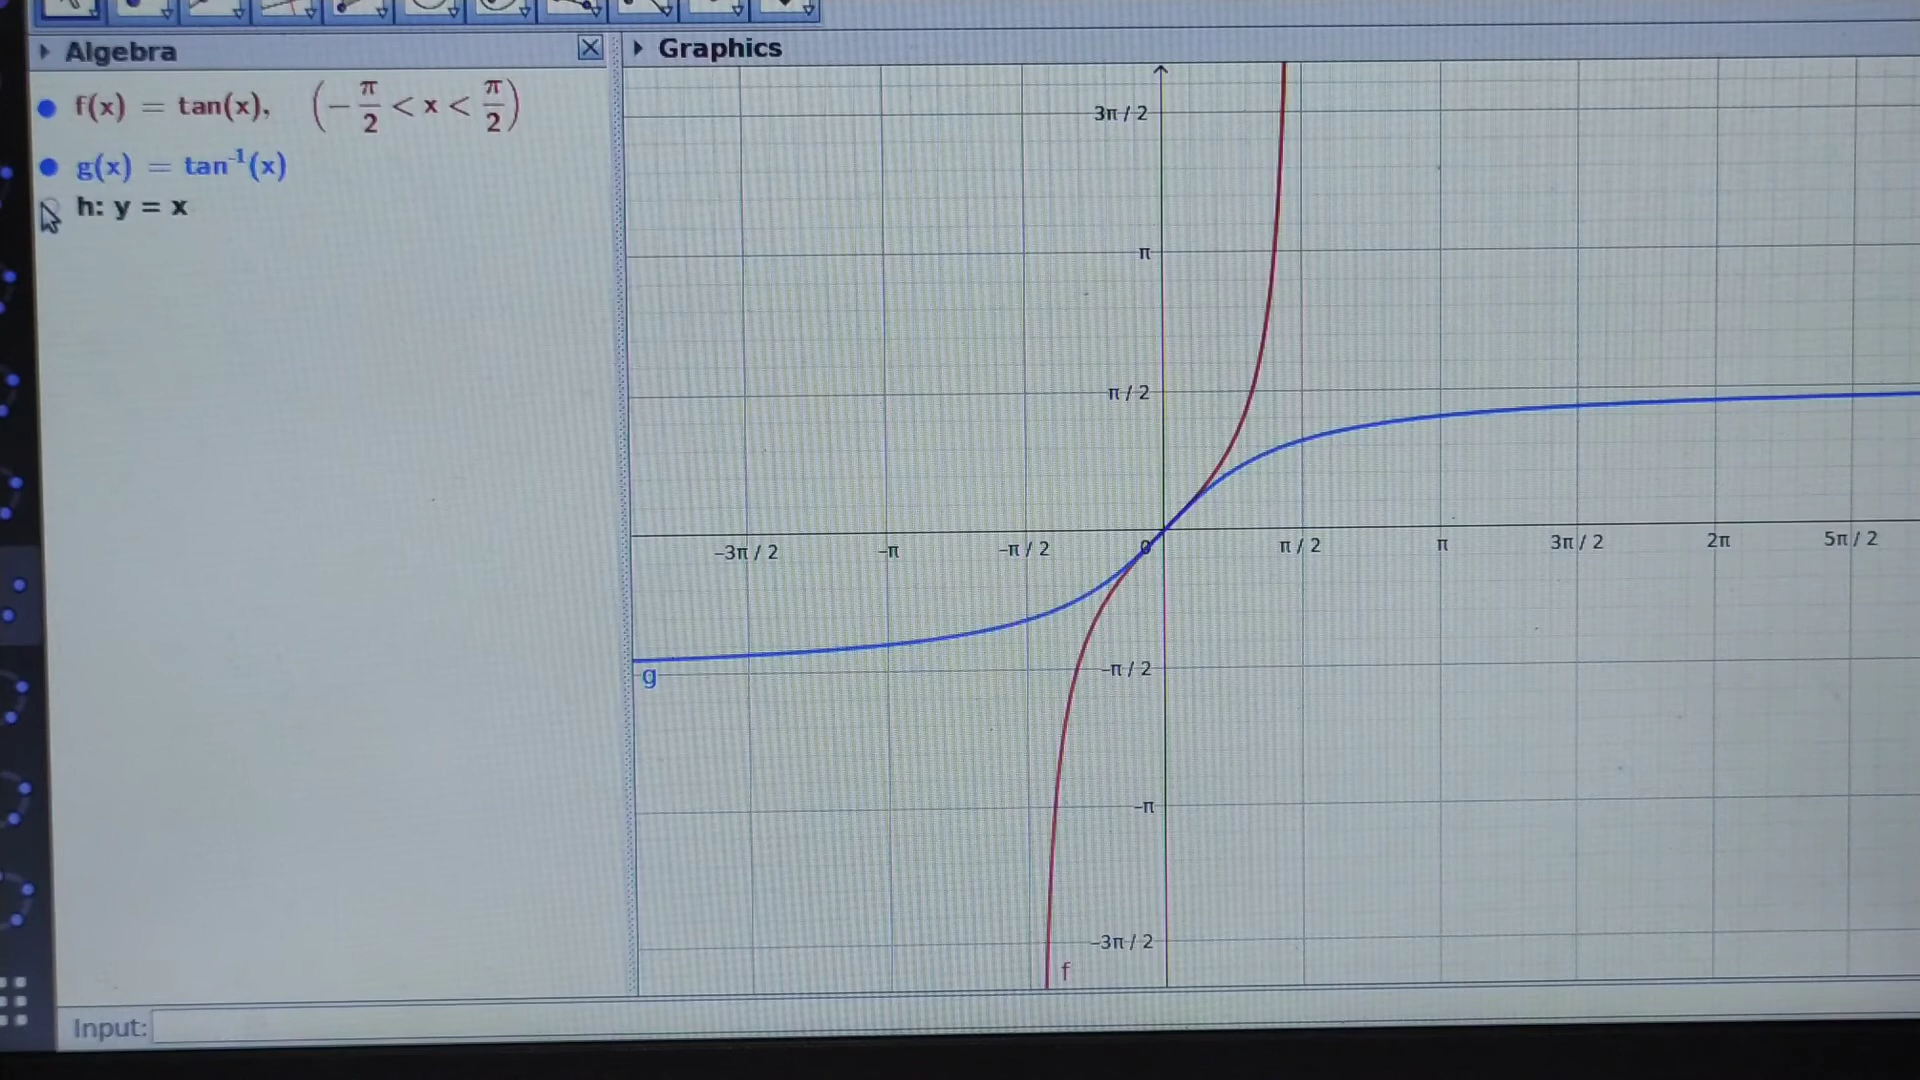 Algebra
Graphics
f(x) = tan(x), (−π/2 < x < π/2)
g(x) = tan⁻¹(x)
h: y = x
3π / 2
π
π / 2
−3π / 2
−π
−π / 2
0
π / 2
π
3π / 2
2π
5π / 2
g
−π / 2
−π
−3π / 2
f
Input: